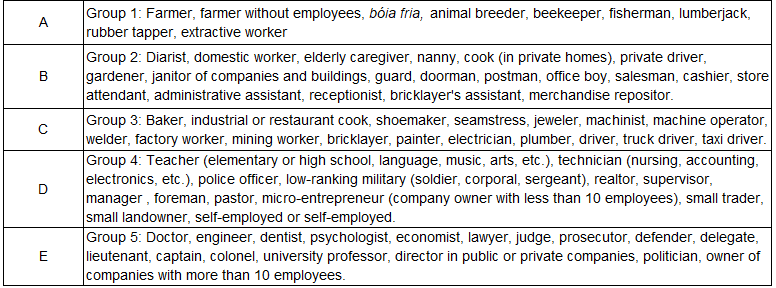 A
Group 1: Farmer, farmer without employees, bóia fria, animal breeder, beekeeper, fisherman, lumberjack,
rubber tapper, extractive worker
B
Group 2: Diarist, domestic worker, elderly caregiver, nanny, cook (in private homes), private driver,
gardener, janitor of companies and buildings, guard, doorman, postman, office boy, salesman, cashier, store
attendant, administrative assistant, receptionist, bricklayer's assistant, merchandise repositor.
C
Group 3: Baker, industrial or restaurant cook, shoemaker, seamstress, jeweler, machinist, machine operator,
welder, factory worker, mining worker, bricklayer, painter, electrician, plumber, driver, truck driver, taxi driver.
D
Group 4: Teacher (elementary or high school, language, music, arts, etc.), technician (nursing, accounting,
electronics, etc.), police officer, low-ranking military (soldier, corporal, sergeant), realtor, supervisor,
manager , foreman, pastor, micro-entrepreneur (company owner with less than 10 employees), small trader,
small landowner, self-employed or self-employed.
E
Group 5: Doctor, engineer, dentist, psychologist, economist, lawyer, judge, prosecutor, defender, delegate,
lieutenant, captain, colonel, university professor, director in public or private companies, politician, owner of
companies with more than 10 employees.